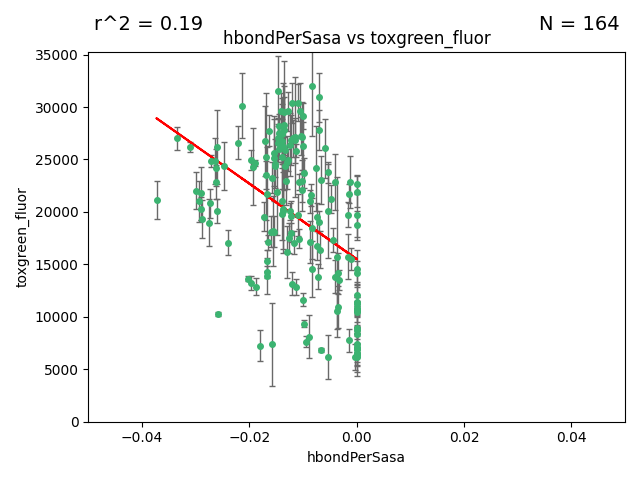 r^2 = 0.19
N = 164
hbondPerSasa vs toxgreen_fluor
35000
30000
25000
20000
15000
10000
5000
0
toxgreen_fluor
−0.04
−0.02
0.00
0.02
0.04
hbondPerSasa